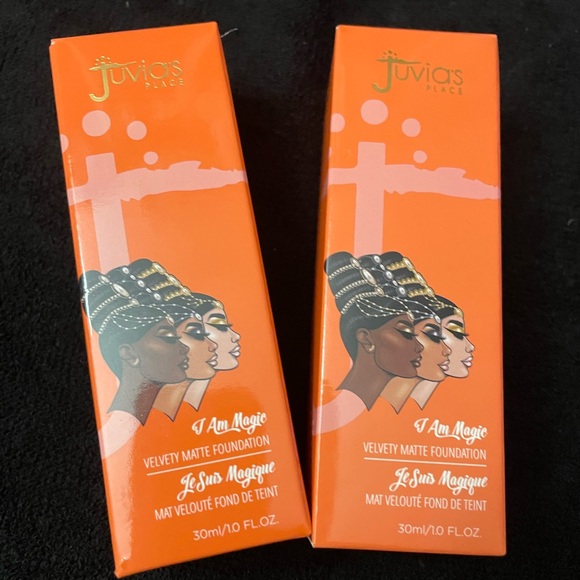 Juvia's
PLACE
I Am Magic
VELVETY MATTE FOUNDATION
Je Suis Magique
MAT VELOUTÉ FOND DE TEINT
30ml/1.0 FL.OZ.
Juvia's
PLACE
I Am Magic
VELVETY MATTE FOUNDATION
Je Suis Magique
MAT VELOUTÉ FOND DE TEINT
30ml/1.0 FL.OZ.